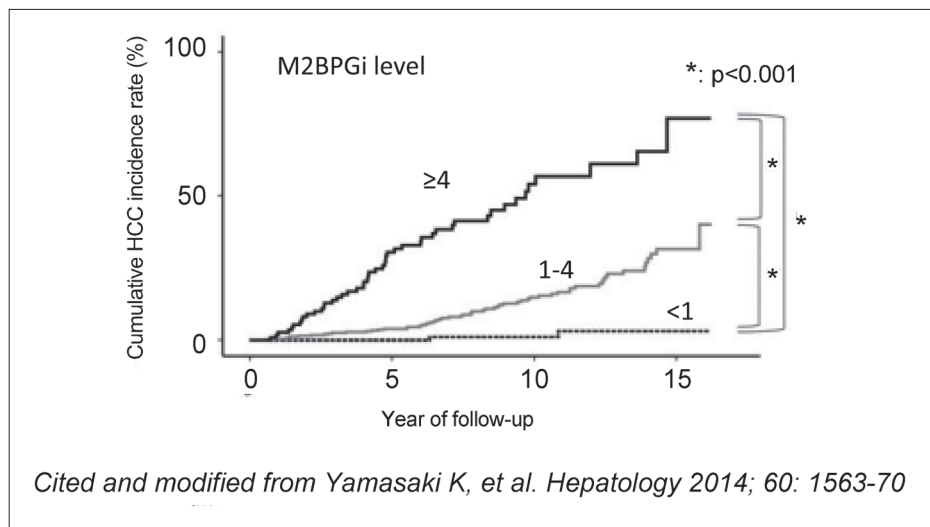 100
M2BPGi level
*: p<0.001
Cumulative HCC incidence rate (%)
*
≥4
50
*
1-4
*
<1
0
0 5 10 15
Year of follow-up
Cited and modified from Yamasaki K, et al. Hepatology 2014; 60: 1563-70